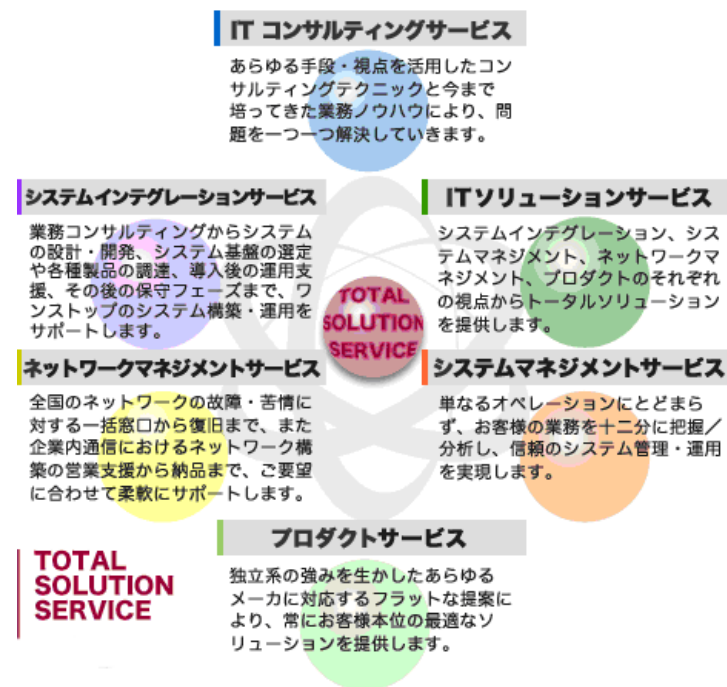 IT コンサルティングサービス
あらゆる手段・視点を活用したコン
サルティングテクニックと今まで
培ってきた業務ノウハウにより、問
題を一つ一つ解決していきます。
システムインテグレーションサービス
業務コンサルティングからシステム
の設計・開発、システム基盤の選定
や各種製品の調達、導入後の運用支
援、その後の保守フェーズまで、ワ
ンストップのシステム構築・運用を
サポートします。
ITソリューションサービス
システムインテグレーション、シス
テムマネジメント、ネットワークマ
ネジメント、プロダクトのそれぞれ
の視点からトータルソリューション
を提供します。
TOTAL
SOLUTION
SERVICE
ネットワークマネジメントサービス
全国のネットワークの故障・苦情に
対する一括窓口から復旧まで、また
企業内通信におけるネットワーク構
築の営業支援から納品まで、ご要望
に合わせて柔軟にサポートします。
システムマネジメントサービス
単なるオペレーションにとどまら
ず、お客様の業務を十二分に把握／
分析し、信頼のシステム管理・運用
を実現します。
プロダクトサービス
独立系の強みを生かしたあらゆる
メーカに対応するフラットな提案に
より、常にお客様本位の最適なソ
リューションを提供します。
TOTAL
SOLUTION
SERVICE